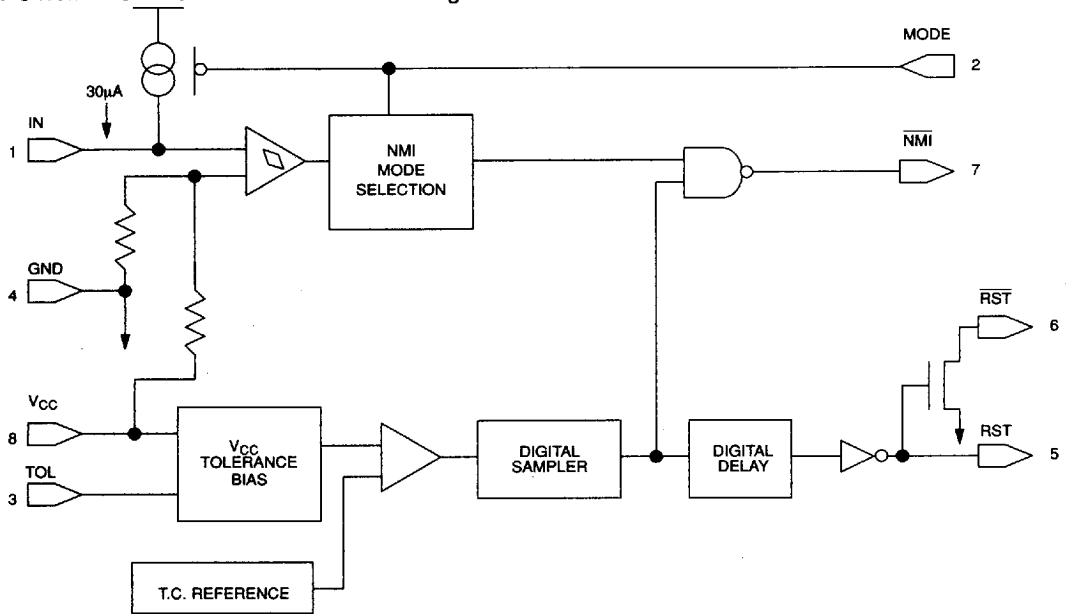 MODE
2
30μA
IN
1
NMI
MODE
SELECTION
NMI
7
GND
4
RST
6
VCC
8
VCC
TOLERANCE
BIAS
DIGITAL
SAMPLER
DIGITAL
DELAY
RST
5
TOL
3
T.C. REFERENCE